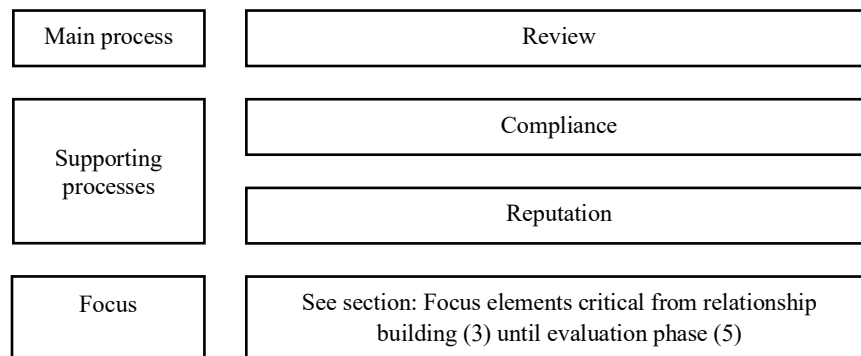 Main process
Review
Supporting
processes
Compliance
Reputation
Focus
See section: Focus elements critical from relationship
building (3) until evaluation phase (5)